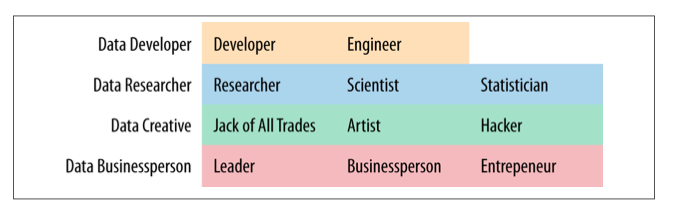 Data Developer Developer Engineer
Data Researcher Researcher Scientist Statistician
Data Creative Jack of All Trades Artist Hacker
Data Businessperson Leader Businessperson Entrepeneur